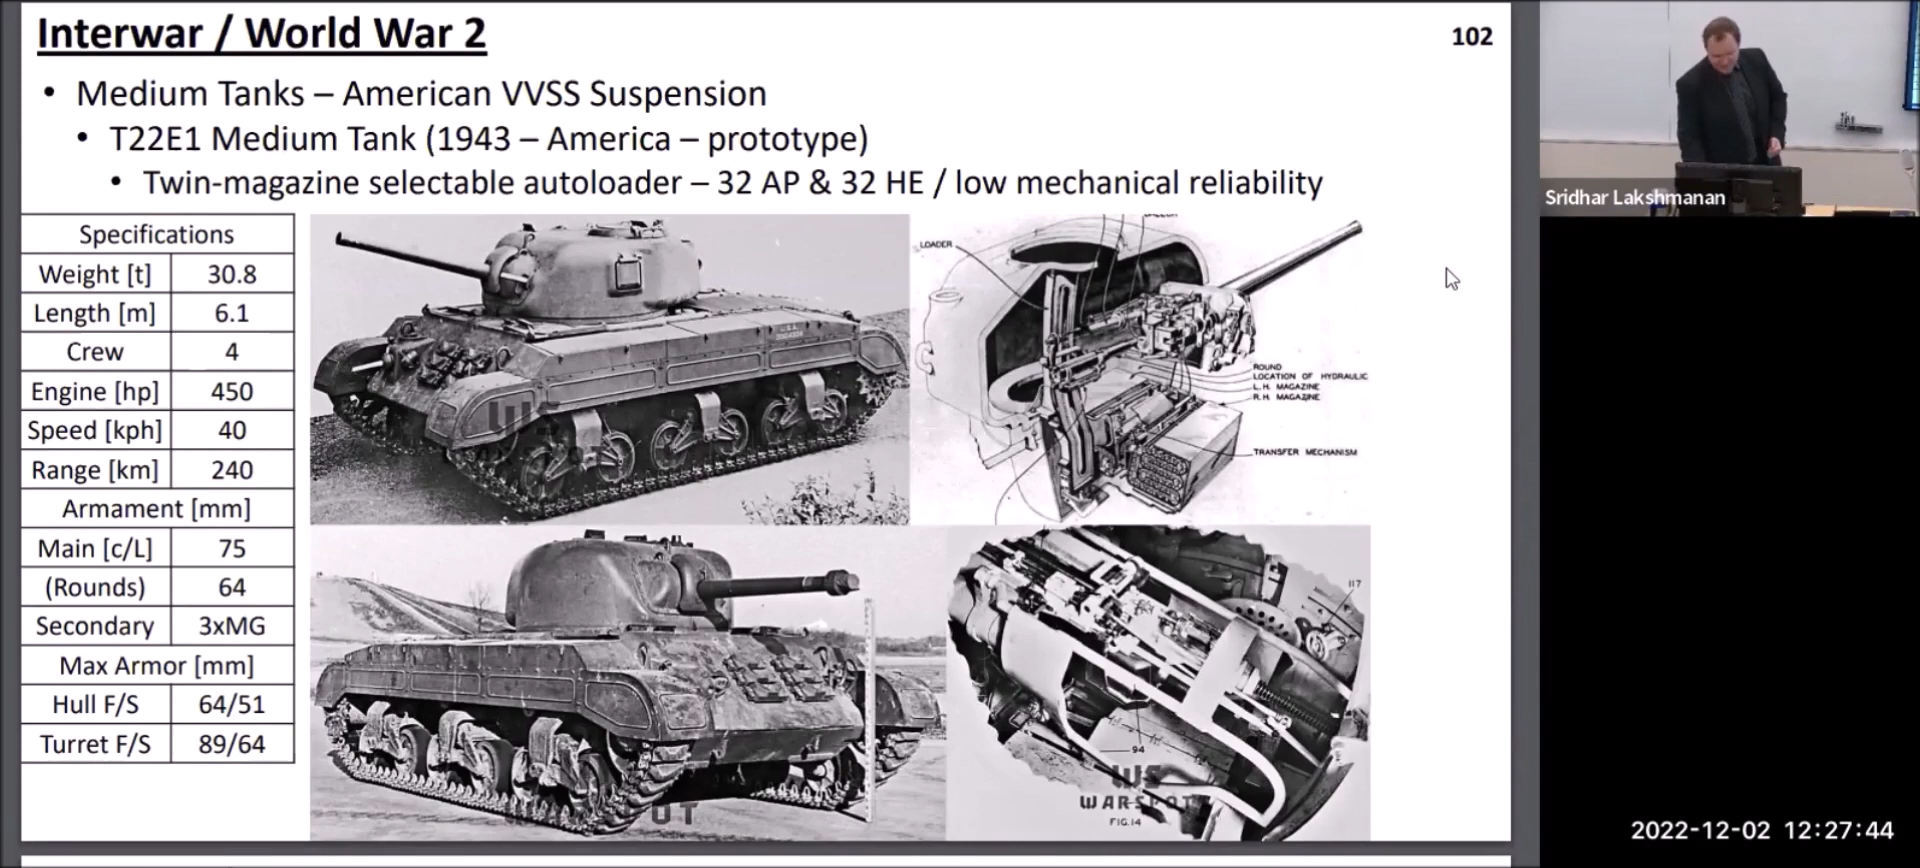 Interwar / World War 2
102
• Medium Tanks – American VVSS Suspension
• T22E1 Medium Tank (1943 – America – prototype)
• Twin-magazine selectable autoloader – 32 AP & 32 HE / low mechanical reliability
Specifications
Weight [t] 30.8
Length [m] 6.1
Crew 4
Engine [hp] 450
Speed [kph] 40
Range [km] 240
Armament [mm]
Main [c/L] 75
(Rounds) 64
Secondary 3xMG
Max Armor [mm]
Hull F/S 64/51
Turret F/S 89/64
LOADER
ROUND
LOCATION OF HYDRAULIC
L.H. MAGAZINE
R.H. MAGAZINE
TRANSFER MECHANISM
117
94
WS
WARSPOT
FIG.14
OT
Sridhar Lakshmanan
2022-12-02 12:27:44